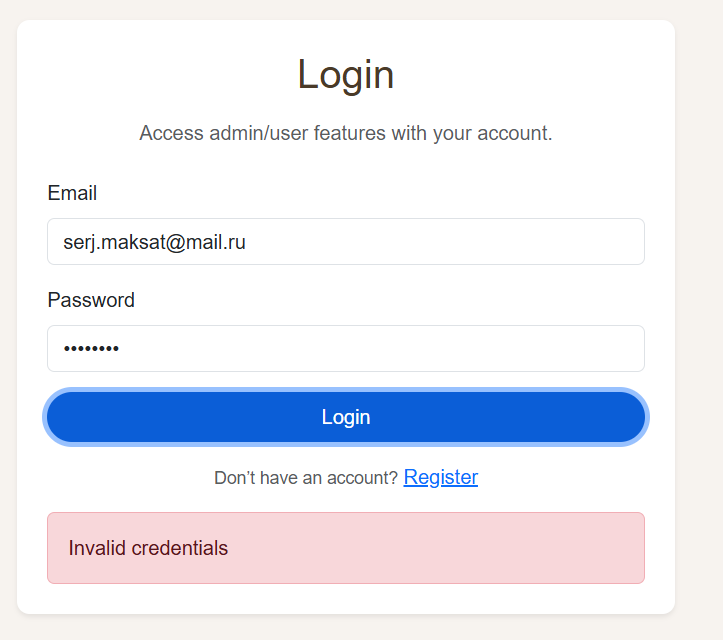 Login
Access admin/user features with your account.
Email
serj.maksat@mail.ru
Password
••••••••
Login
Don’t have an account? Register
Invalid credentials